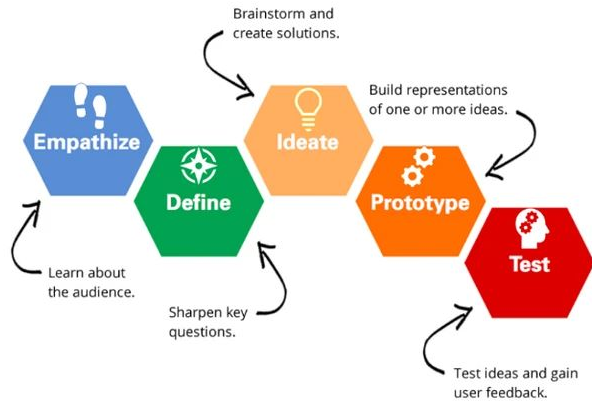 Brainstorm and
create solutions.
Build representations
of one or more ideas.
Empathize
Ideate
Define
Prototype
Test
Learn about
the audience.
Sharpen key
questions.
Test ideas and gain
user feedback.